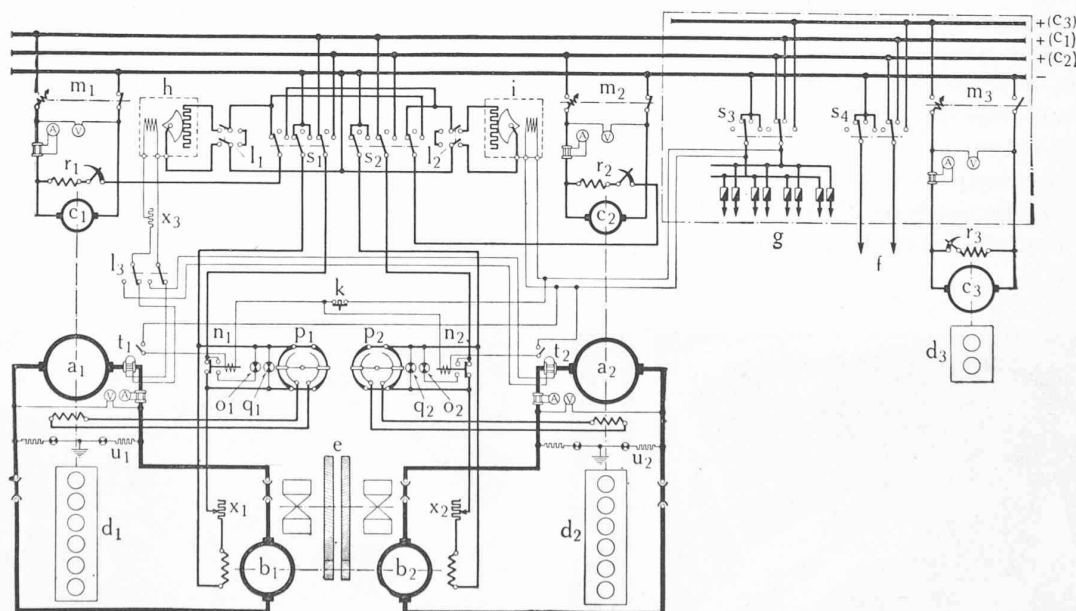 +(c3)
+(c1)
+(c2)
−
m1
h
i
m2
m3
A
V
A
V
A
V
l1
s1
s2
l2
s3
s4
r1
r2
r3
c1
c2
c3
x3
l3
g
f
k
t1
n1
p1
p2
n2
t2
d3
a1
a2
V
A
A
V
o1
q1
q2
o2
u1
e
u2
x1
x2
d1
d2
b1
b2